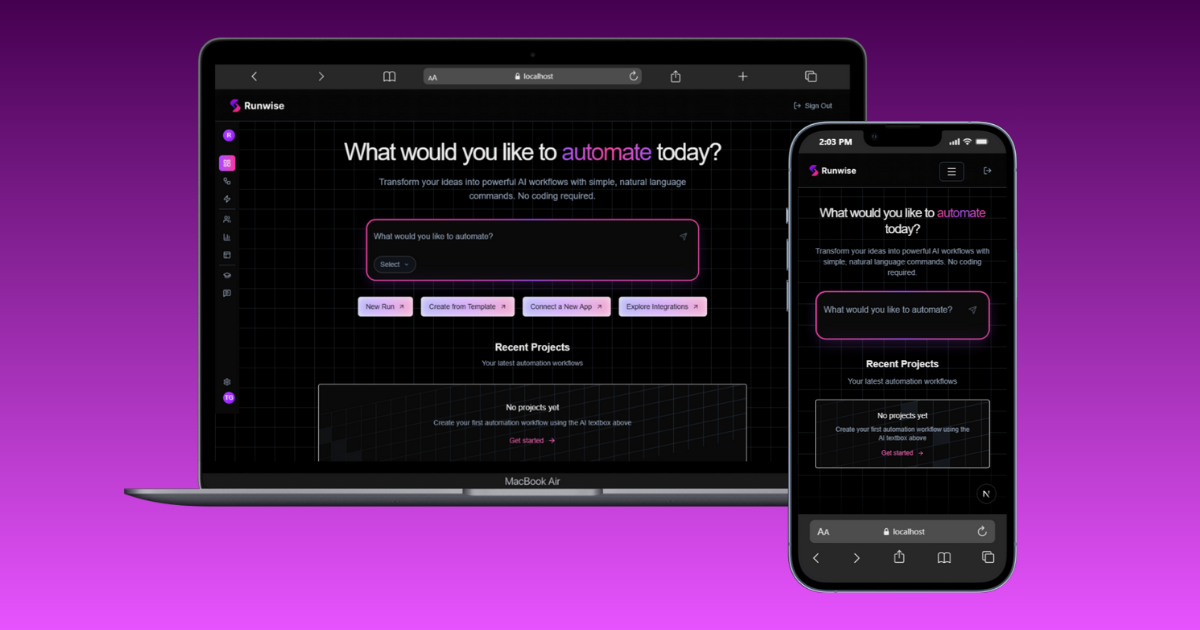 AA
localhost
Runwise
Sign Out
R
What would you like to automate today?
Transform your ideas into powerful AI workflows with simple, natural language
commands. No coding required.
What would you like to automate?
Select
New Run
Create from Template
Connect a New App
Explore Integrations
Recent Projects
Your latest automation workflows
TG
No projects yet
Create your first automation workflow using the AI textbox above
Get started →
MacBook Air
2:03 PM
Runwise
What would you like to automate
today?
Transform your ideas into powerful AI workflows with
simple, natural language commands. No coding
required.
What would you like to automate?
Recent Projects
Your latest automation workflows
No projects yet
Create your first automation workflow using the
AI textbox above
Get started →
N
AA
localhost